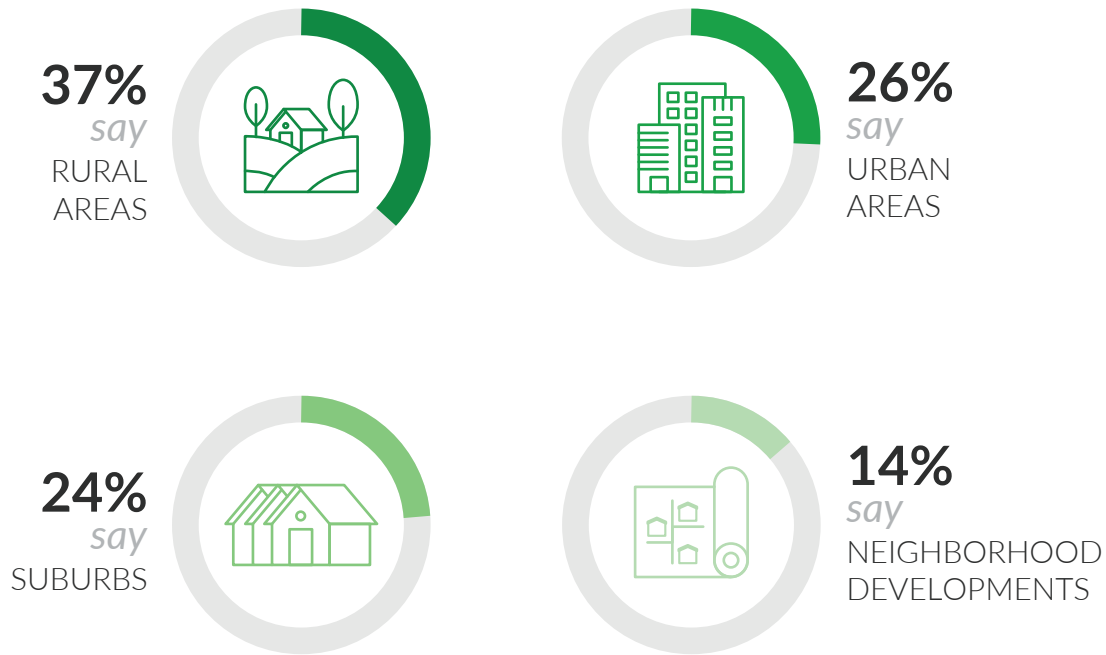 37%
say
RURAL
AREAS
26%
say
URBAN
AREAS
24%
say
SUBURBS
14%
say
NEIGHBORHOOD
DEVELOPMENTS